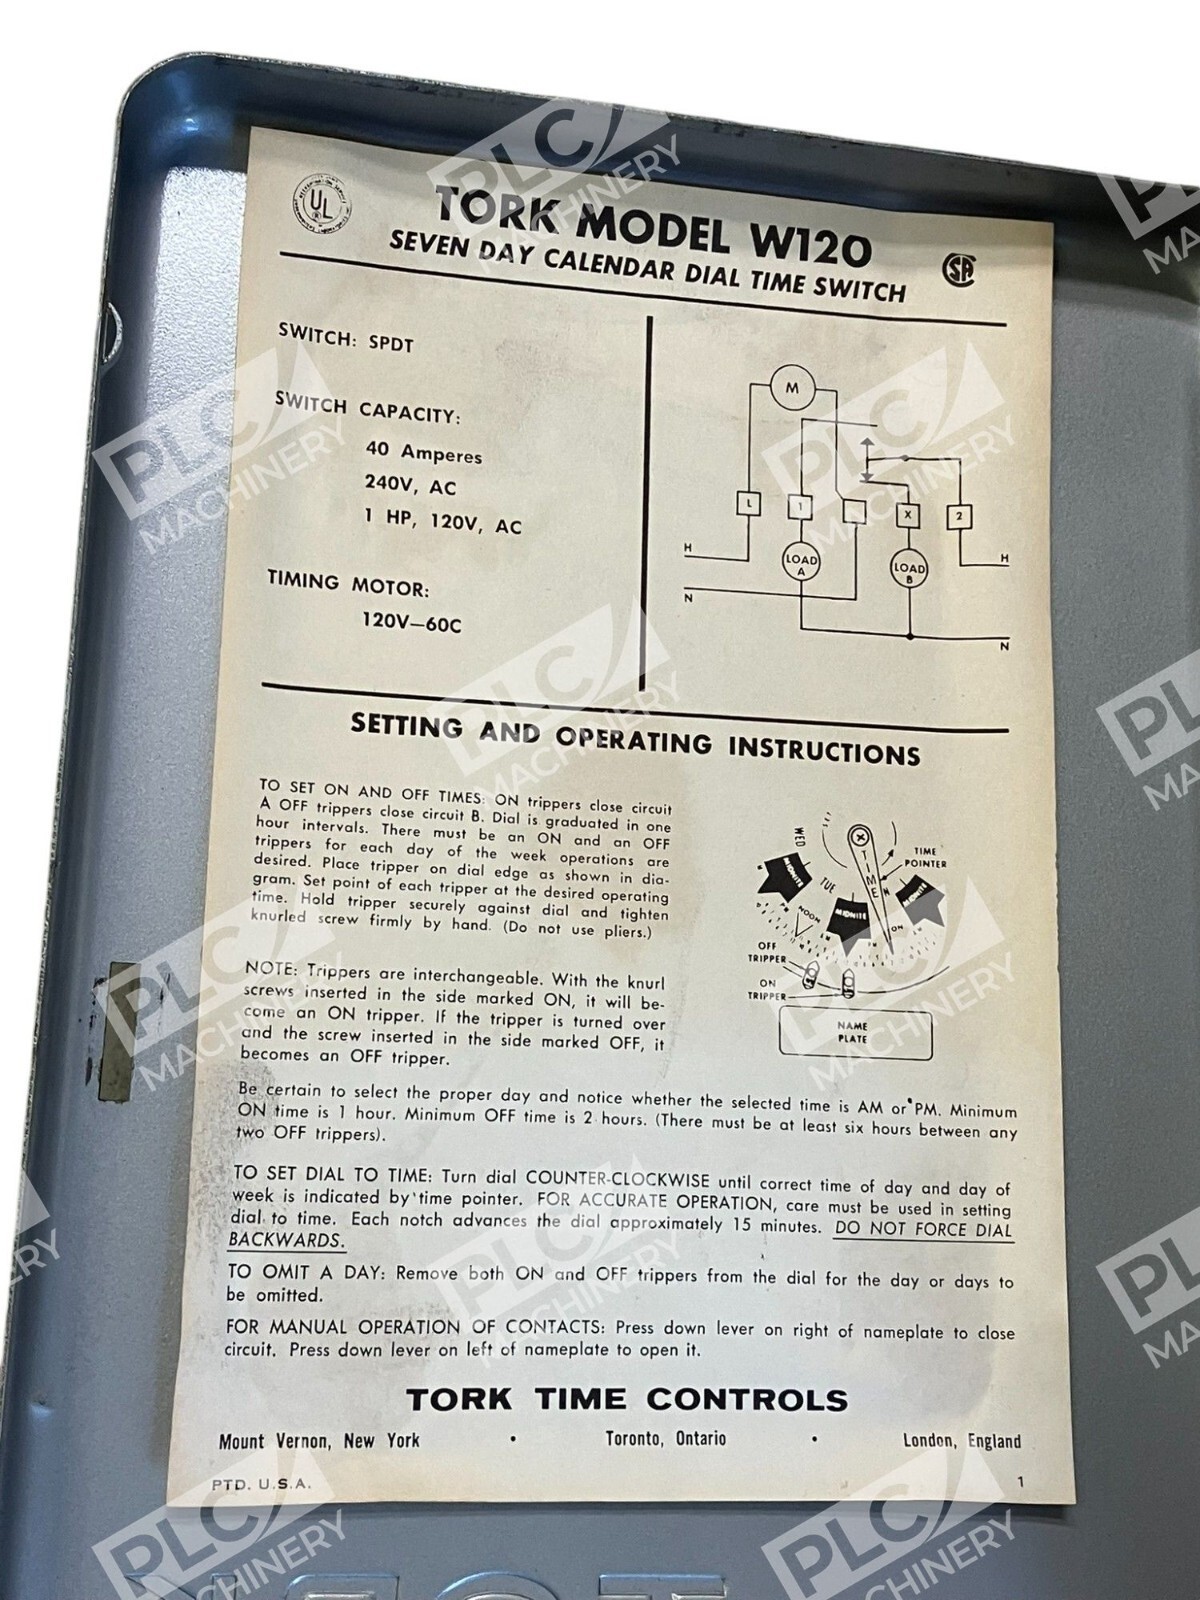 UL
TORK MODEL W120
SEVEN DAY CALENDAR DIAL TIME SWITCH
SA
SWITCH: SPDT
SWITCH CAPACITY:
40 Amperes
240V, AC
1 HP, 120V, AC
TIMING MOTOR:
120V—60C
M
L
1
X
2
H
LOAD
A
LOAD
B
H
N
N
SETTING AND OPERATING INSTRUCTIONS
TO SET ON AND OFF TIMES: ON trippers close circuit
A OFF trippers close circuit B. Dial is graduated in one
hour intervals. There must be an ON and an OFF
trippers for each day of the week operations are
desired. Place tripper on dial edge as shown in dia-
gram. Set point of each tripper at the desired operating
time. Hold tripper securely against dial and tighten
knurled screw firmly by hand. (Do not use pliers.)
NOTE: Trippers are interchangeable. With the knurl
screws inserted in the side marked ON, it will be-
come an ON tripper. If the tripper is turned over
and the screw inserted in the side marked OFF, it
becomes an OFF tripper.
WED
TUE
MIDNITE
MIDNITE
MIDNITE
NOON
TIME
TIME
POINTER
OFF
TRIPPER
ON
TRIPPER
NAME
PLATE
Be certain to select the proper day and notice whether the selected time is AM or PM. Minimum
ON time is 1 hour. Minimum OFF time is 2 hours. (There must be at least six hours between any
two OFF trippers).
TO SET DIAL TO TIME: Turn dial COUNTER-CLOCKWISE until correct time of day and day of
week is indicated by time pointer. FOR ACCURATE OPERATION, care must be used in setting
dial to time. Each notch advances the dial approximately 15 minutes. DO NOT FORCE DIAL
BACKWARDS.
TO OMIT A DAY: Remove both ON and OFF trippers from the dial for the day or days to
be omitted.
FOR MANUAL OPERATION OF CONTACTS: Press down lever on right of nameplate to close
circuit. Press down lever on left of nameplate to open it.
TORK TIME CONTROLS
Mount Vernon, New York • Toronto, Ontario • London, England
PTD. U.S.A. 1
PLC MACHINERY